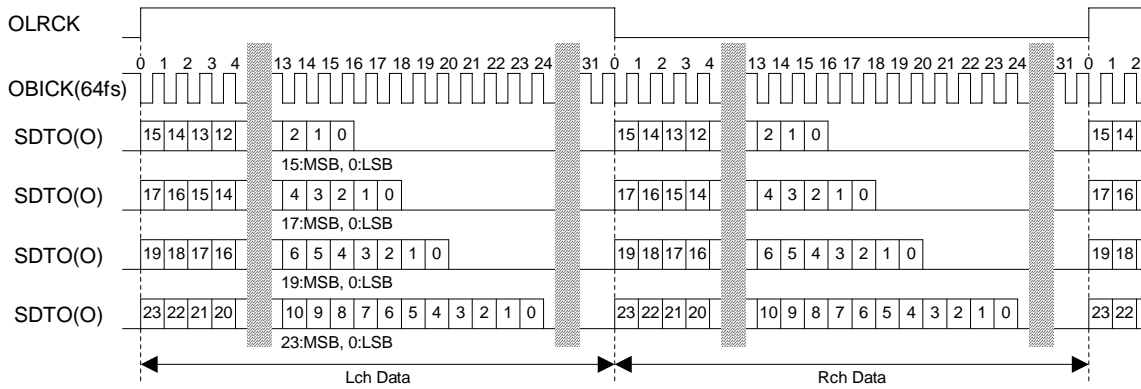 OLRCK
0 1 2 3 4 13 14 15 16 17 18 19 20 21 22 23 24 31 0 1 2 3 4 13 14 15 16 17 18 19 20 21 22 23 24 31 0 1 2
OBICK(64fs)
SDTO(O) 15 14 13 12 2 1 0 15 14 13 12 2 1 0 15 14
15:MSB, 0:LSB
SDTO(O) 17 16 15 14 4 3 2 1 0 17 16 15 14 4 3 2 1 0 17 16
17:MSB, 0:LSB
SDTO(O) 19 18 17 16 6 5 4 3 2 1 0 19 18 17 16 6 5 4 3 2 1 0 19 18
19:MSB, 0:LSB
SDTO(O) 23 22 21 20 10 9 8 7 6 5 4 3 2 1 0 23 22 21 20 10 9 8 7 6 5 4 3 2 1 0 23 22
23:MSB, 0:LSB
Lch Data Rch Data